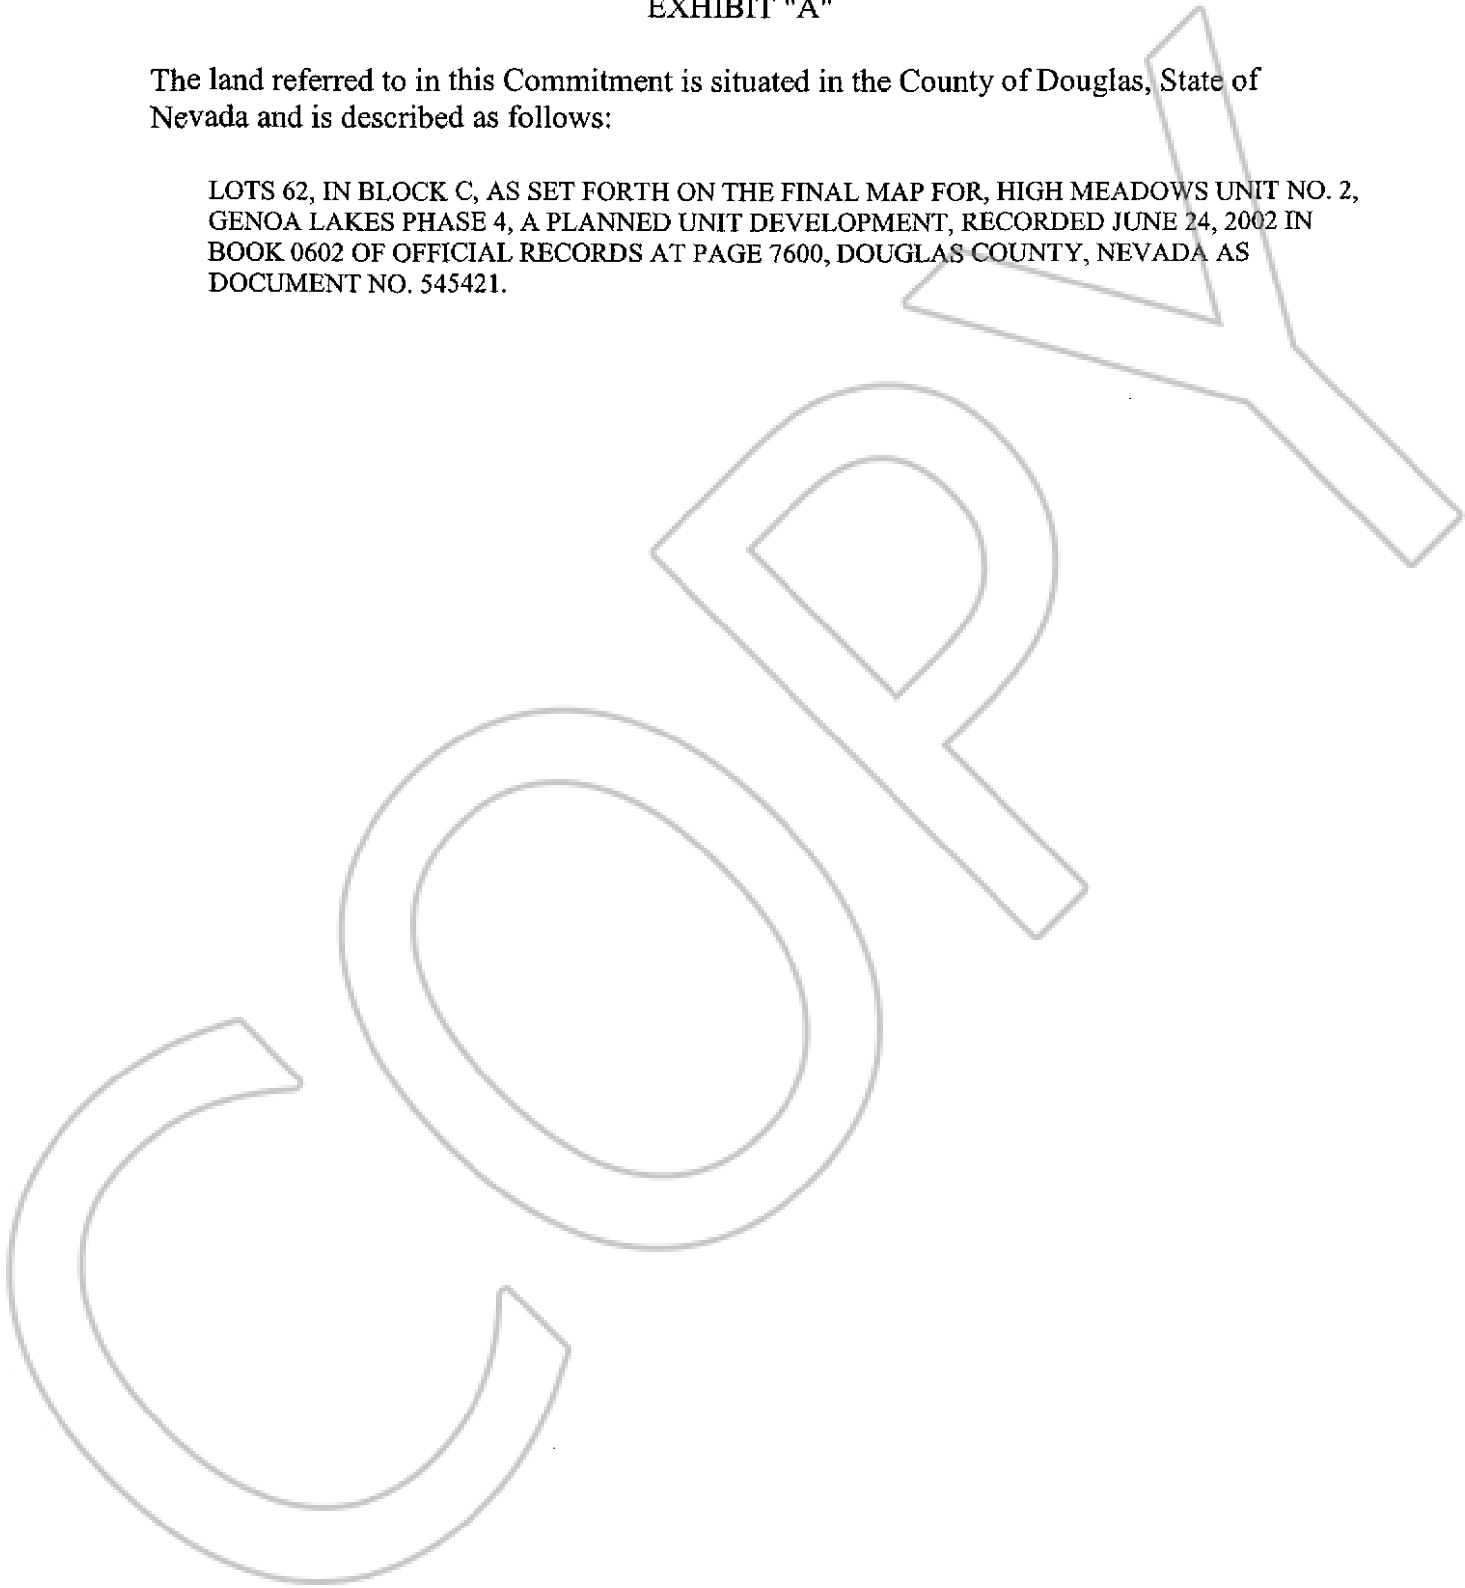 EXHIBIT "A"
The land referred to in this Commitment is situated in the County of Douglas, State of
Nevada and is described as follows:
LOTS 62, IN BLOCK C, AS SET FORTH ON THE FINAL MAP FOR, HIGH MEADOWS UNIT NO. 2,
GENOA LAKES PHASE 4, A PLANNED UNIT DEVELOPMENT, RECORDED JUNE 24, 2002 IN
BOOK 0602 OF OFFICIAL RECORDS AT PAGE 7600, DOUGLAS COUNTY, NEVADA AS
DOCUMENT NO. 545421.
COPY